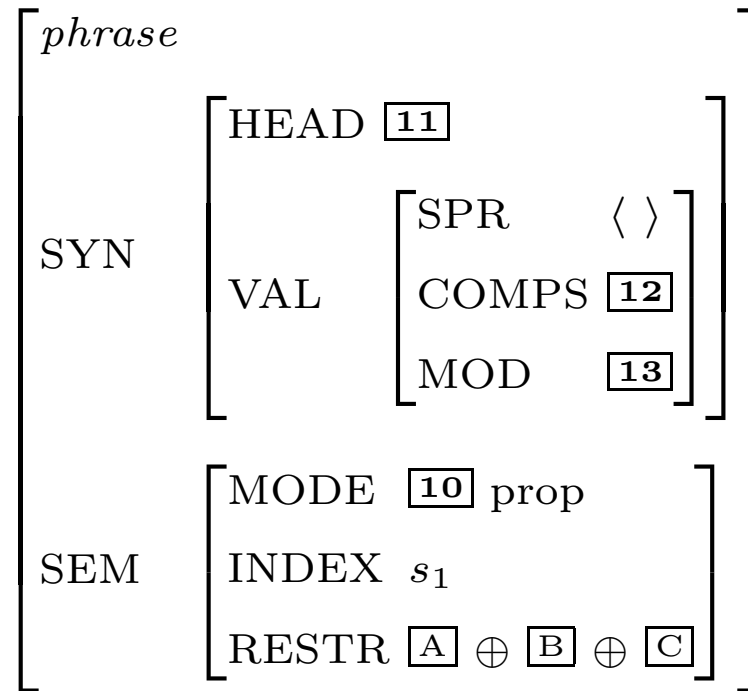 phrase
HEAD 11
SPR ⟨ ⟩
SYN
VAL COMPS 12
MOD 13
MODE 10 prop
SEM INDEX s₁
RESTR A ⊕ B ⊕ C